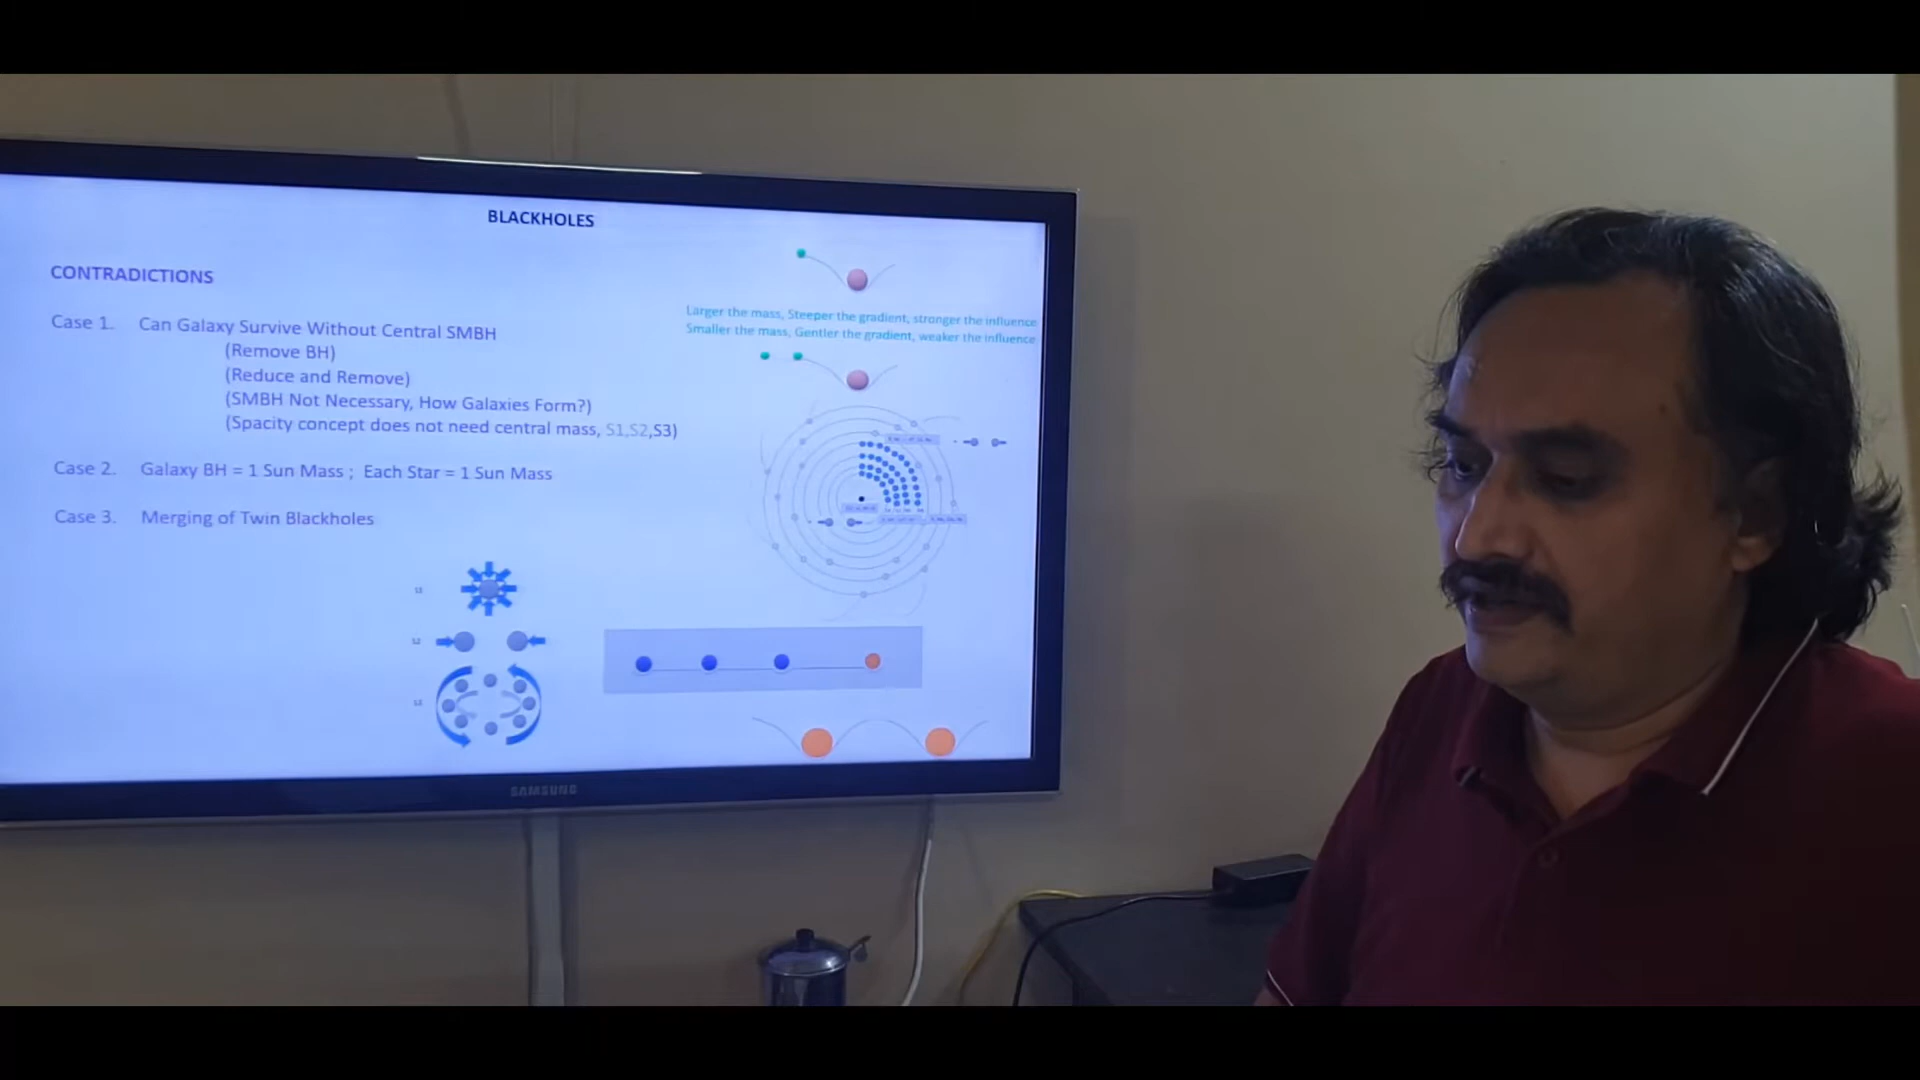 BLACKHOLES
CONTRADICTIONS
Case 1. Can Galaxy Survive Without Central SMBH
(Remove BH)
(Reduce and Remove)
(SMBH Not Necessary, How Galaxies Form?)
(Spacity concept does not need central mass, S1,S2,S3)
Case 2. Galaxy BH = 1 Sun Mass ; Each Star = 1 Sun Mass
Case 3. Merging of Twin Blackholes
Larger the mass, Steeper the gradient, stronger the influence
Smaller the mass, Gentler the gradient, weaker the influence
SAMSUNG